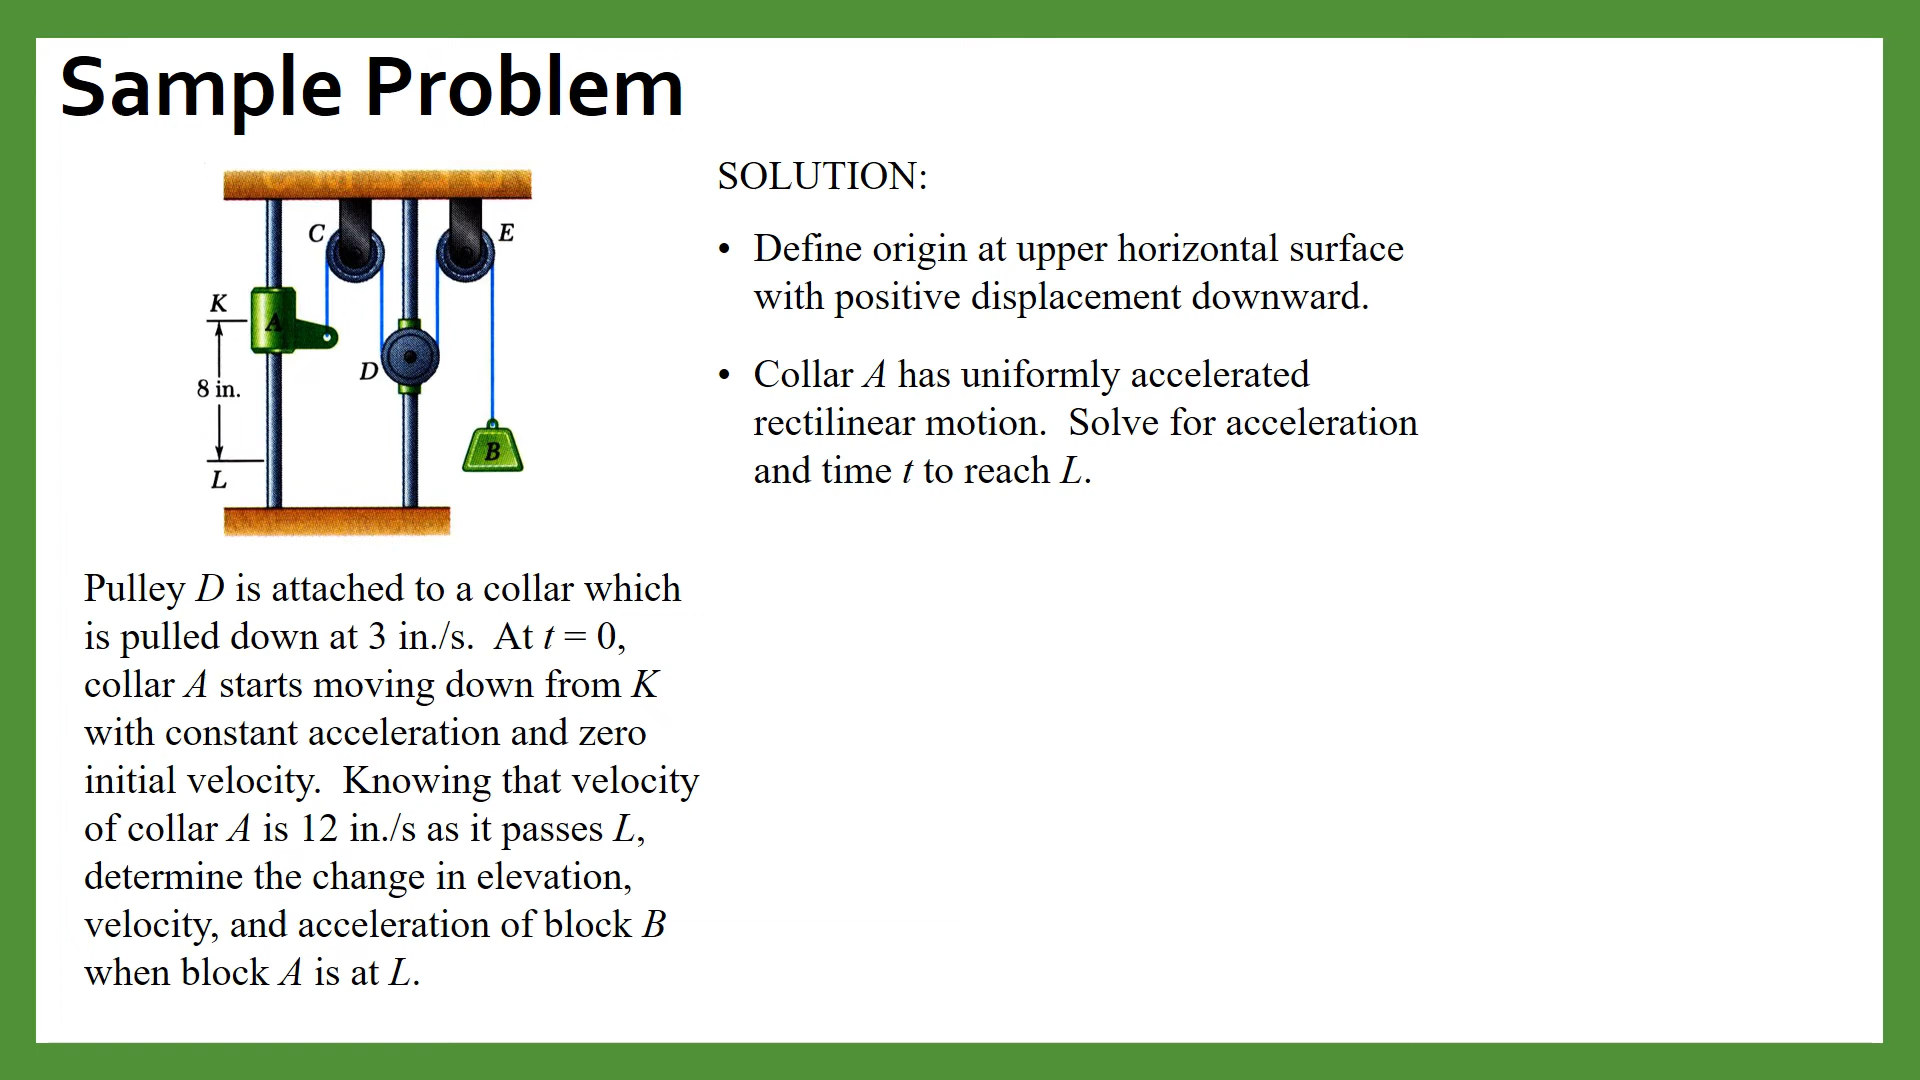 Sample Problem
SOLUTION:
• Define origin at upper horizontal surface
with positive displacement downward.
• Collar A has uniformly accelerated
rectilinear motion.  Solve for acceleration
and time t to reach L.
C
E
K
A
8 in.
D
B
L
Pulley D is attached to a collar which
is pulled down at 3 in./s.  At t = 0,
collar A starts moving down from K
with constant acceleration and zero
initial velocity.  Knowing that velocity
of collar A is 12 in./s as it passes L,
determine the change in elevation,
velocity, and acceleration of block B
when block A is at L.